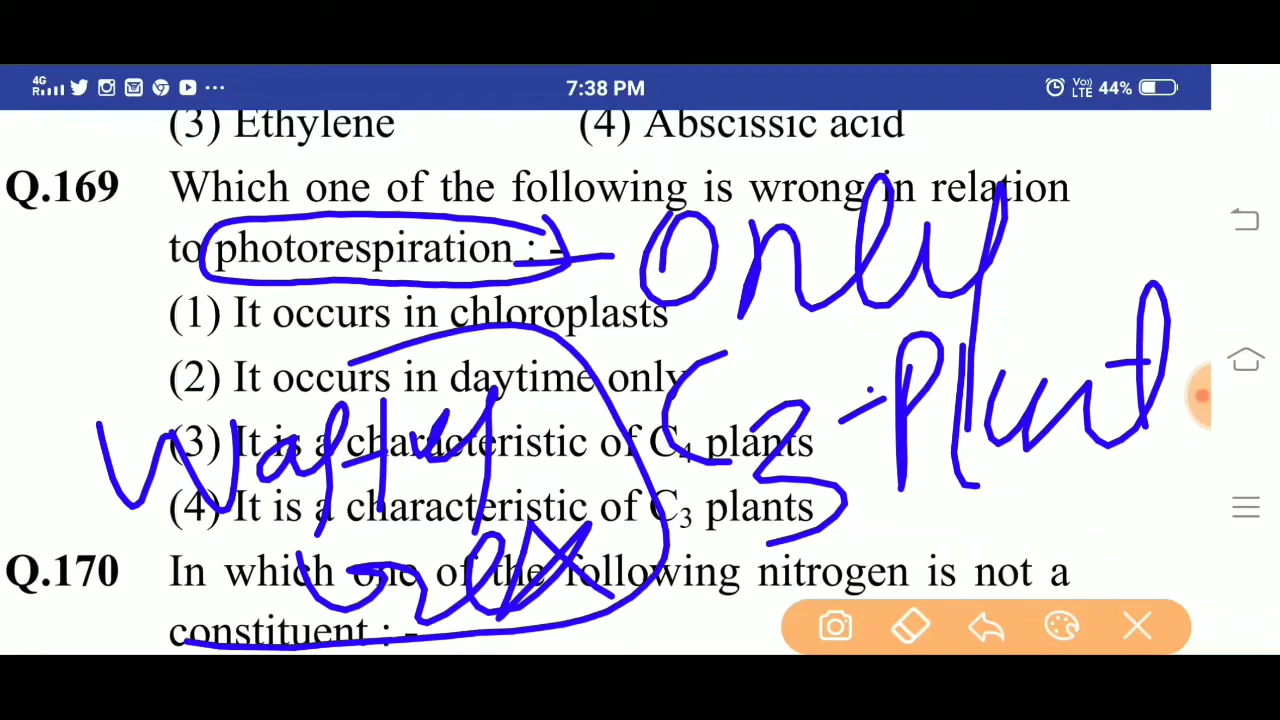 4G R 7:38 PM Vo)) LTE 44%
(3) Ethylene (4) Abscissic acid
Q.169 Which one of the following is wrong in relation
to photorespiration : - only
(1) It occurs in chloroplasts
(2) It occurs in daytime only C3-Plant
(3) It is a characteristic of C4 plants
(4) It is a characteristic of C3 plants
Q.170 In which one of the following nitrogen is not a
constituent : -